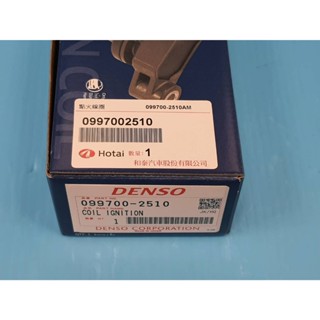 N COIL
點火線圈 099700-2510AM
0997002510
Hotai 數量: 1
和泰汽車股份有限公司
DENSO
099700-2510
COIL IGNITION
1
DENSO CORPORATION